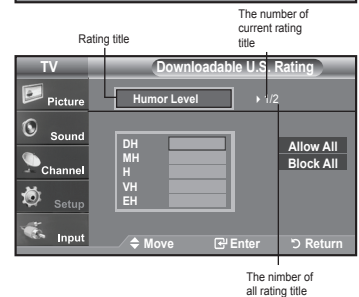 The number of
current rating
title
Rating title
TV
Downloadable U.S. Rating
Picture
Humor Level
1/2
Sound
DH
MH
H
VH
EH
Allow All
Block All
Channel
Setup
Input
Move
Enter
Return
The nimber of
all rating title